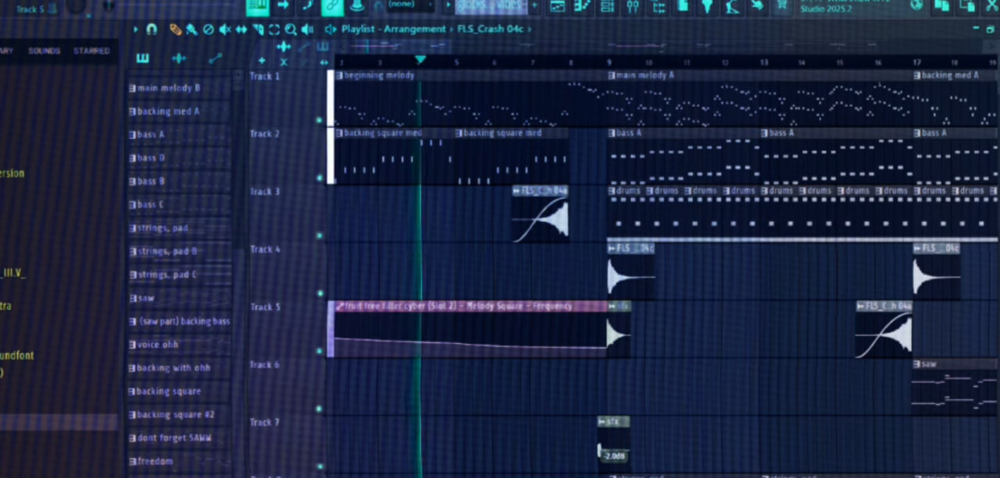 Track 5
(none)
Studio 2025.2
Playlist - Arrangement › FLS_Crash 04c ›
ARY SOUNDS STARRED
2 3 5 6 7 8 9 10 11 12 13 14 15 16 17 18 19
main melody B
backing med A
bass A
bass D
bass B
bass C
strings, pad
strings, pad B
strings, pad C
saw
(saw part) backing bass
voice ohh
backing with ohh
backing square
backing square #2
dont forget SAWW
freedom
ersion
_III.V_
tra
undfont
)
Track 1
beginning melody
main melody A
backing med A
Track 2
backing square med
backing square med
bass A
bass A
bass A
Track 3
FLS_C...h 04a
drums drums drums drums drums drums drums drums drums drums
Track 4
FLS_...04c
FLS_...04c
Track 5
fruit free filter cyber (Slot 2) - Melody Square - Frequency
sfx
FLS_C...h 04a
Track 6
saw
Track 7
sfx
-2.0dB